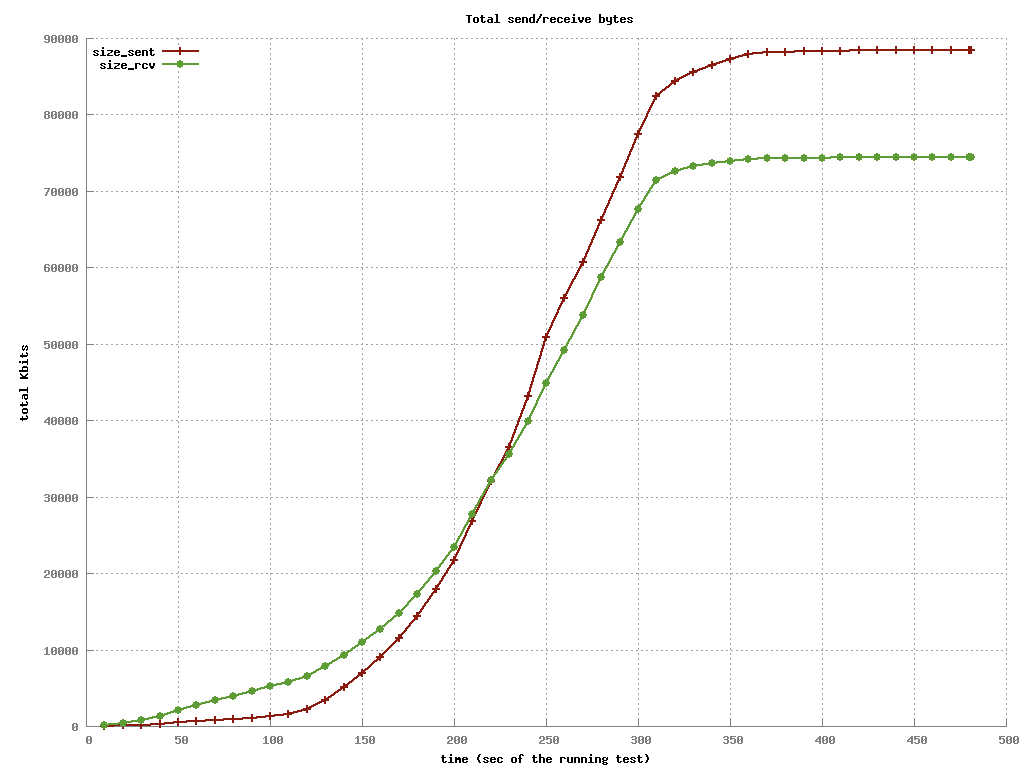 Total send/receive bytes
size_sent
size_rcv
90000
80000
70000
60000
50000
40000
30000
20000
10000
0
total Kbits
0 50 100 150 200 250 300 350 400 450 500
time (sec of the running test)